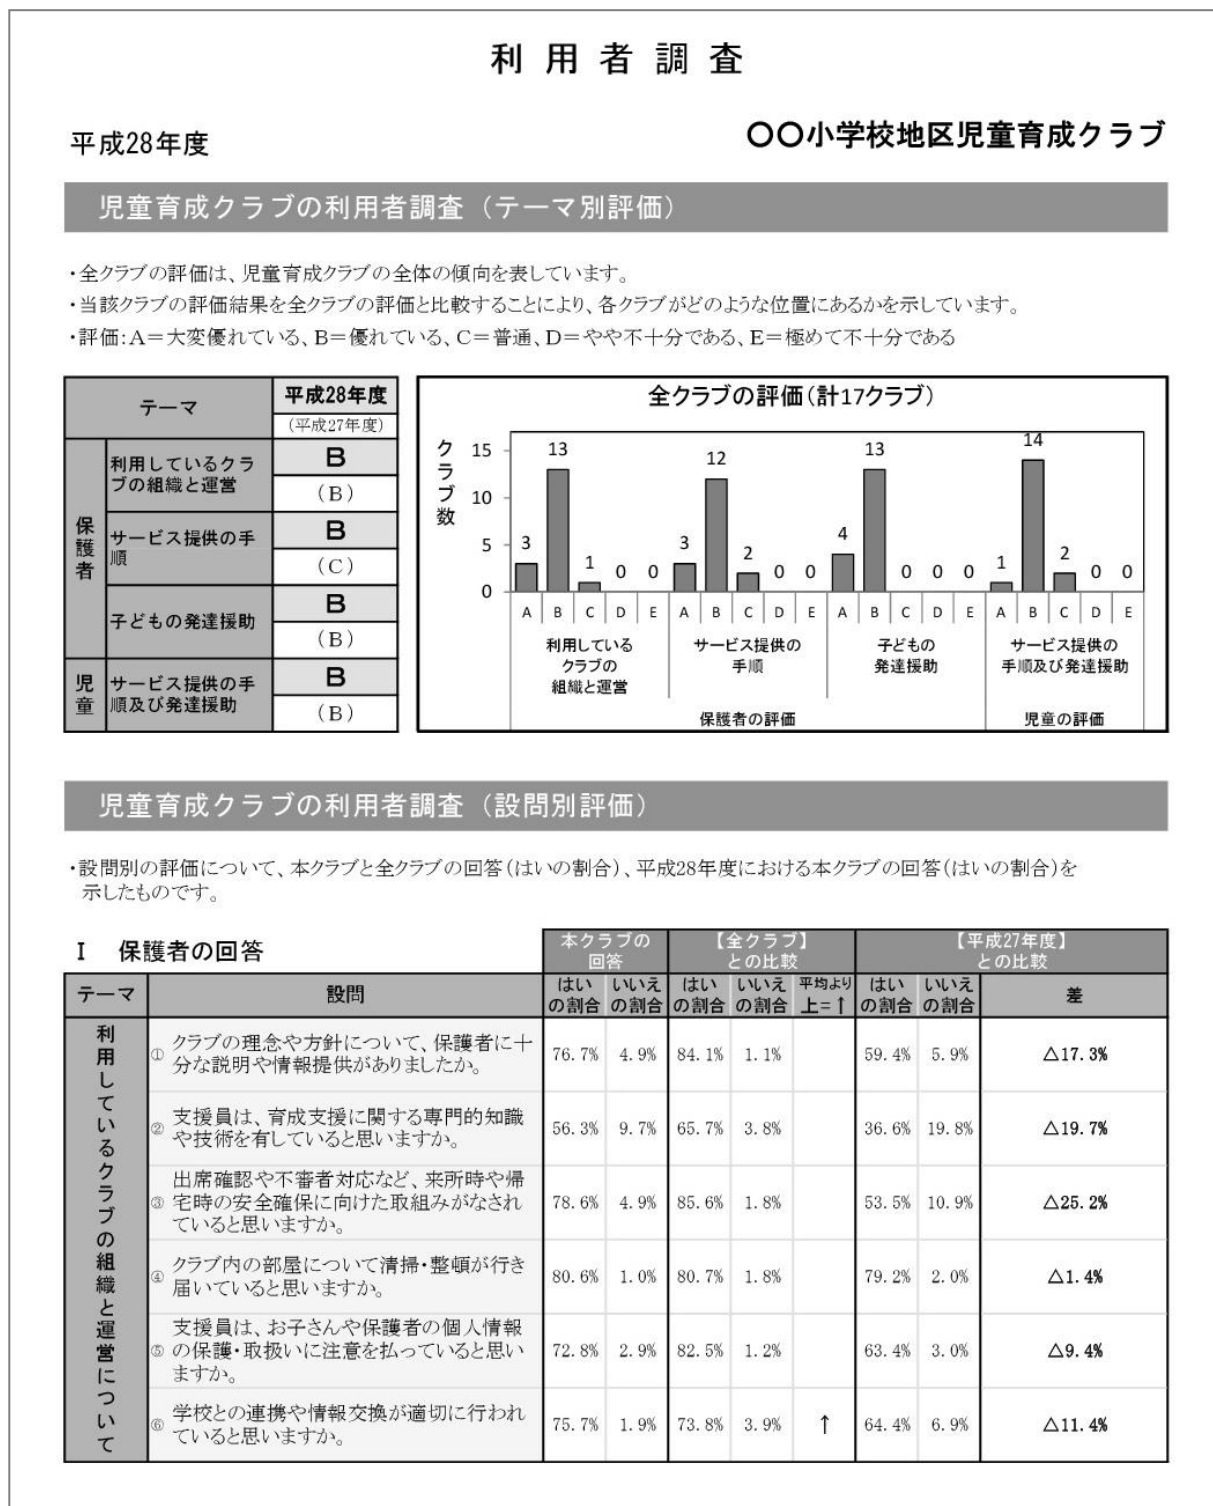 利用者調査
平成28年度
〇〇小学校地区児童育成クラブ
児童育成クラブの利用者調査（テーマ別評価）
・全クラブの評価は、児童育成クラブの全体の傾向を表しています。
・当該クラブの評価結果を全クラブの評価と比較することにより、各クラブがどのような位置にあるかを示しています。
・評価：A＝大変優れている、B＝優れている、C＝普通、D＝やや不十分である、E＝極めて不十分である
テーマ
平成28年度
（平成27年度）
保護者
利用しているクラ
ブの組織と運営
B
（B）
サービス提供の手
順
B
（C）
子どもの発達援助
B
（B）
児童
サービス提供の手
順及び発達援助
B
（B）
全クラブの評価（計17クラブ）
クラブ数
15
10
5
0
3 13 1 0 0 3 12 2 0 0 4 13 0 0 0 1 14 2 0 0
A B C D E A B C D E A B C D E A B C D E
利用している
クラブの
組織と運営
サービス提供の
手順
子どもの
発達援助
サービス提供の
手順及び発達援助
保護者の評価
児童の評価
児童育成クラブの利用者調査（設問別評価）
・設問別の評価について、本クラブと全クラブの回答（はいの割合）、平成28年度における本クラブの回答（はいの割合）を
示したものです。
Ⅰ 保護者の回答
本クラブの
回答
【全クラブ】
との比較
【平成27年度】
との比較
テーマ
設問
はい
の割合
いいえ
の割合
はい
の割合
いいえ
の割合
平均より
上＝↑
はい
の割合
いいえ
の割合
差
利用しているクラブの組織と運営について
① クラブの理念や方針について、保護者に十
分な説明や情報提供がありましたか。
76.7% 4.9% 84.1% 1.1% 59.4% 5.9% △17.3%
② 支援員は、育成支援に関する専門的知識
や技術を有していると思いますか。
56.3% 9.7% 65.7% 3.8% 36.6% 19.8% △19.7%
③ 出席確認や不審者対応など、来所時や帰
宅時の安全確保に向けた取組みがなされ
ていると思いますか。
78.6% 4.9% 85.6% 1.8% 53.5% 10.9% △25.2%
④ クラブ内の部屋について清掃・整頓が行き
届いていると思いますか。
80.6% 1.0% 80.7% 1.8% 79.2% 2.0% △1.4%
⑤ 支援員は、お子さんや保護者の個人情報
の保護・取扱いに注意を払っていると思い
ますか。
72.8% 2.9% 82.5% 1.2% 63.4% 3.0% △9.4%
⑥ 学校との連携や情報交換が適切に行われ
ていると思いますか。
75.7% 1.9% 73.8% 3.9% ↑ 64.4% 6.9% △11.4%